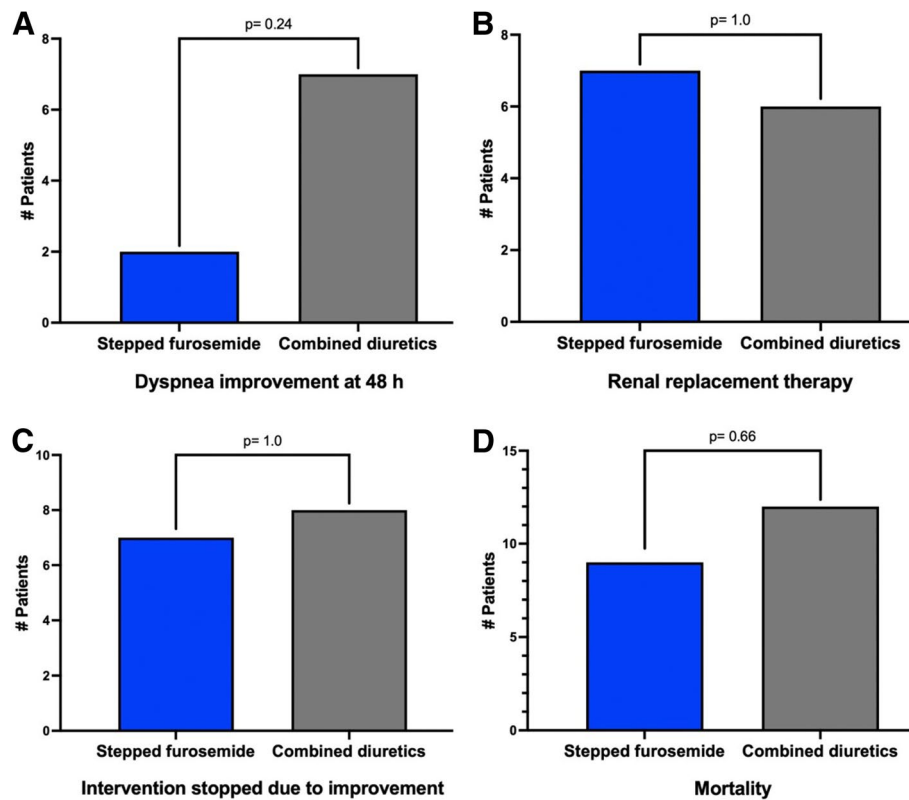 A
p= 0.24
# Patients
8
6
4
2
0
Stepped furosemide Combined diuretics
Dyspnea improvement at 48 h
B
p= 1.0
# Patients
8
6
4
2
0
Stepped furosemide Combined diuretics
Renal replacement therapy
C
p= 1.0
# Patients
10
8
6
4
2
0
Stepped furosemide Combined diuretics
Intervention stopped due to improvement
D
p= 0.66
# Patients
15
10
5
0
Stepped furosemide Combined diuretics
Mortality